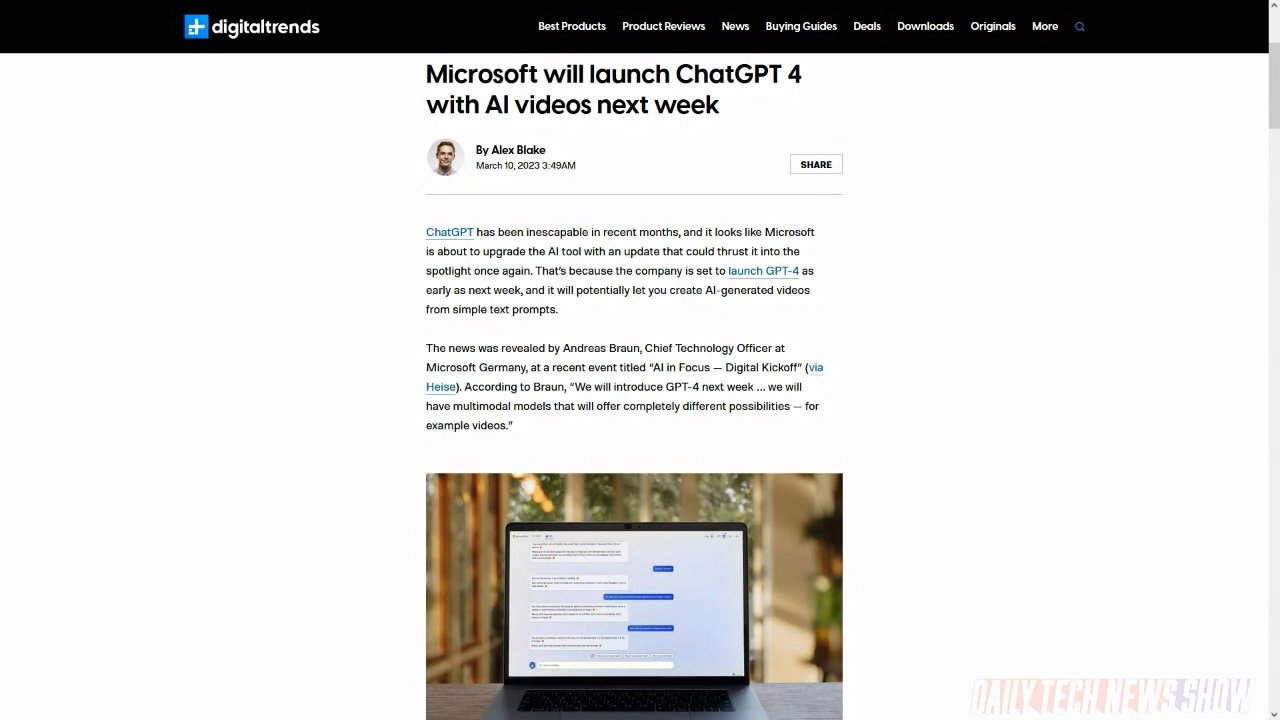 digitaltrends
Best Products Product Reviews News Buying Guides Deals Downloads Originals More
Microsoft will launch ChatGPT 4
with AI videos next week
By Alex Blake
March 10, 2023 3:49AM
SHARE
ChatGPT has been inescapable in recent months, and it looks like Microsoft
is about to upgrade the AI tool with an update that could thrust it into the
spotlight once again. That's because the company is set to launch GPT-4 as
early as next week, and it will potentially let you create AI-generated videos
from simple text prompts.
The news was revealed by Andreas Braun, Chief Technology Officer at
Microsoft Germany, at a recent event titled “AI in Focus — Digital Kickoff” (via
Heise). According to Braun, “We will introduce GPT-4 next week … we will
have multimodal models that will offer completely different possibilities — for
example videos.”
DAILY TECH NEWS SHOW